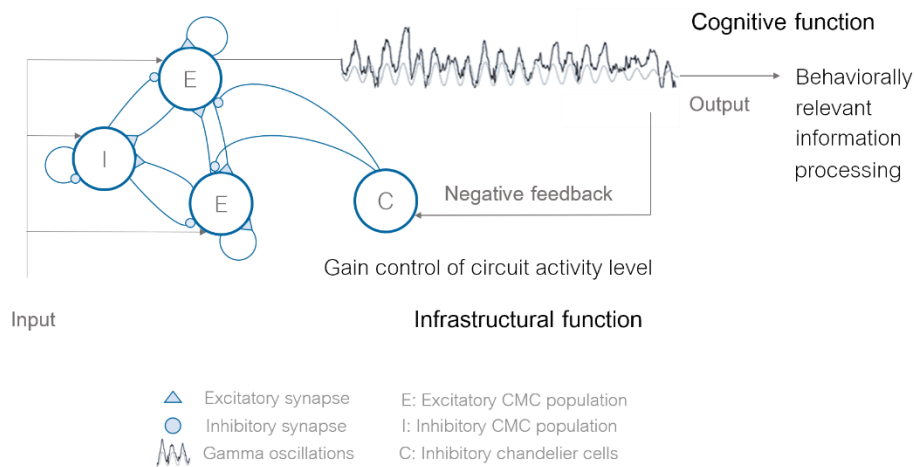 Cognitive function
E
Output
Behaviorally
relevant
information
processing
I
E
C
Negative feedback
Gain control of circuit activity level
Input
Infrastructural function
Excitatory synapse
E: Excitatory CMC population
Inhibitory synapse
I: Inhibitory CMC population
Gamma oscillations
C: Inhibitory chandelier cells